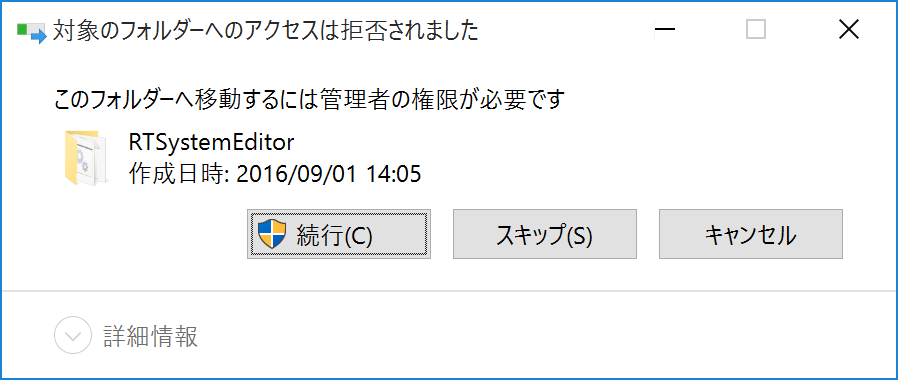 対象のフォルダーへのアクセスは拒否されました
このフォルダーへ移動するには管理者の権限が必要です
RTSystemEditor
作成日時: 2016/09/01 14:05
続行(C)
スキップ(S)
キャンセル
詳細情報